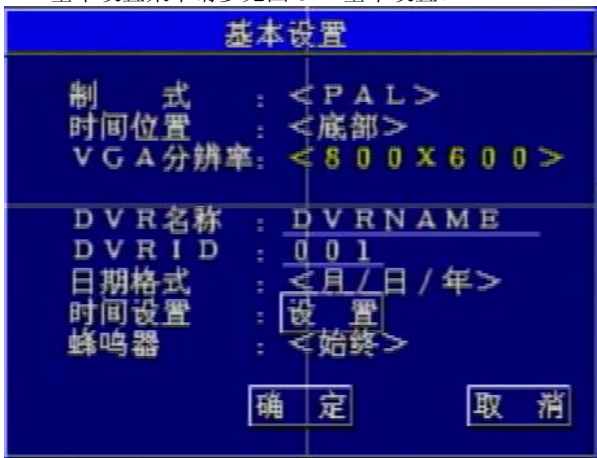 基本设置
制 式 : <PAL>
时间位置 : <底部>
VGA分辨率: <800X600>
DVR名称 : DVRNAME
DVRID : 001
日期格式 : <月/日/年>
时间设置 : 设 置
蜂鸣器 : <始终>
确 定 取 消